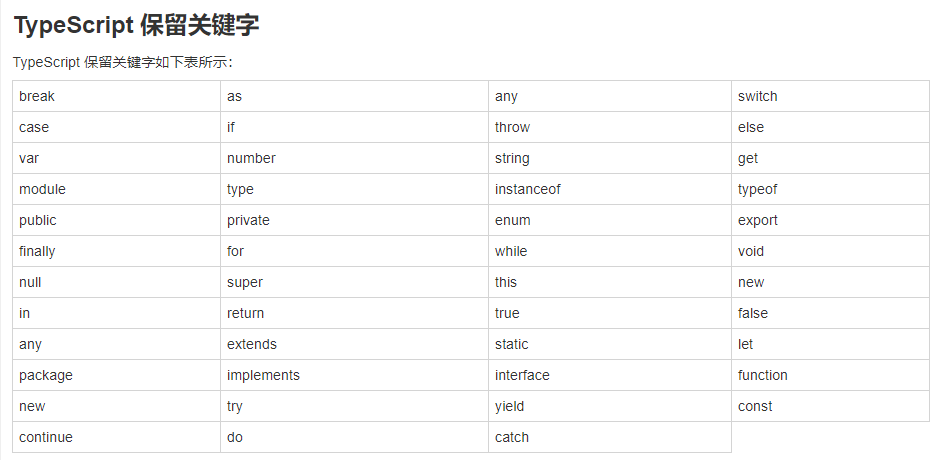 TypeScript 保留关键字
TypeScript 保留关键字如下表所示：
break as any switch
case if throw else
var number string get
module type instanceof typeof
public private enum export
finally for while void
null super this new
in return true false
any extends static let
package implements interface function
new try yield const
continue do catch